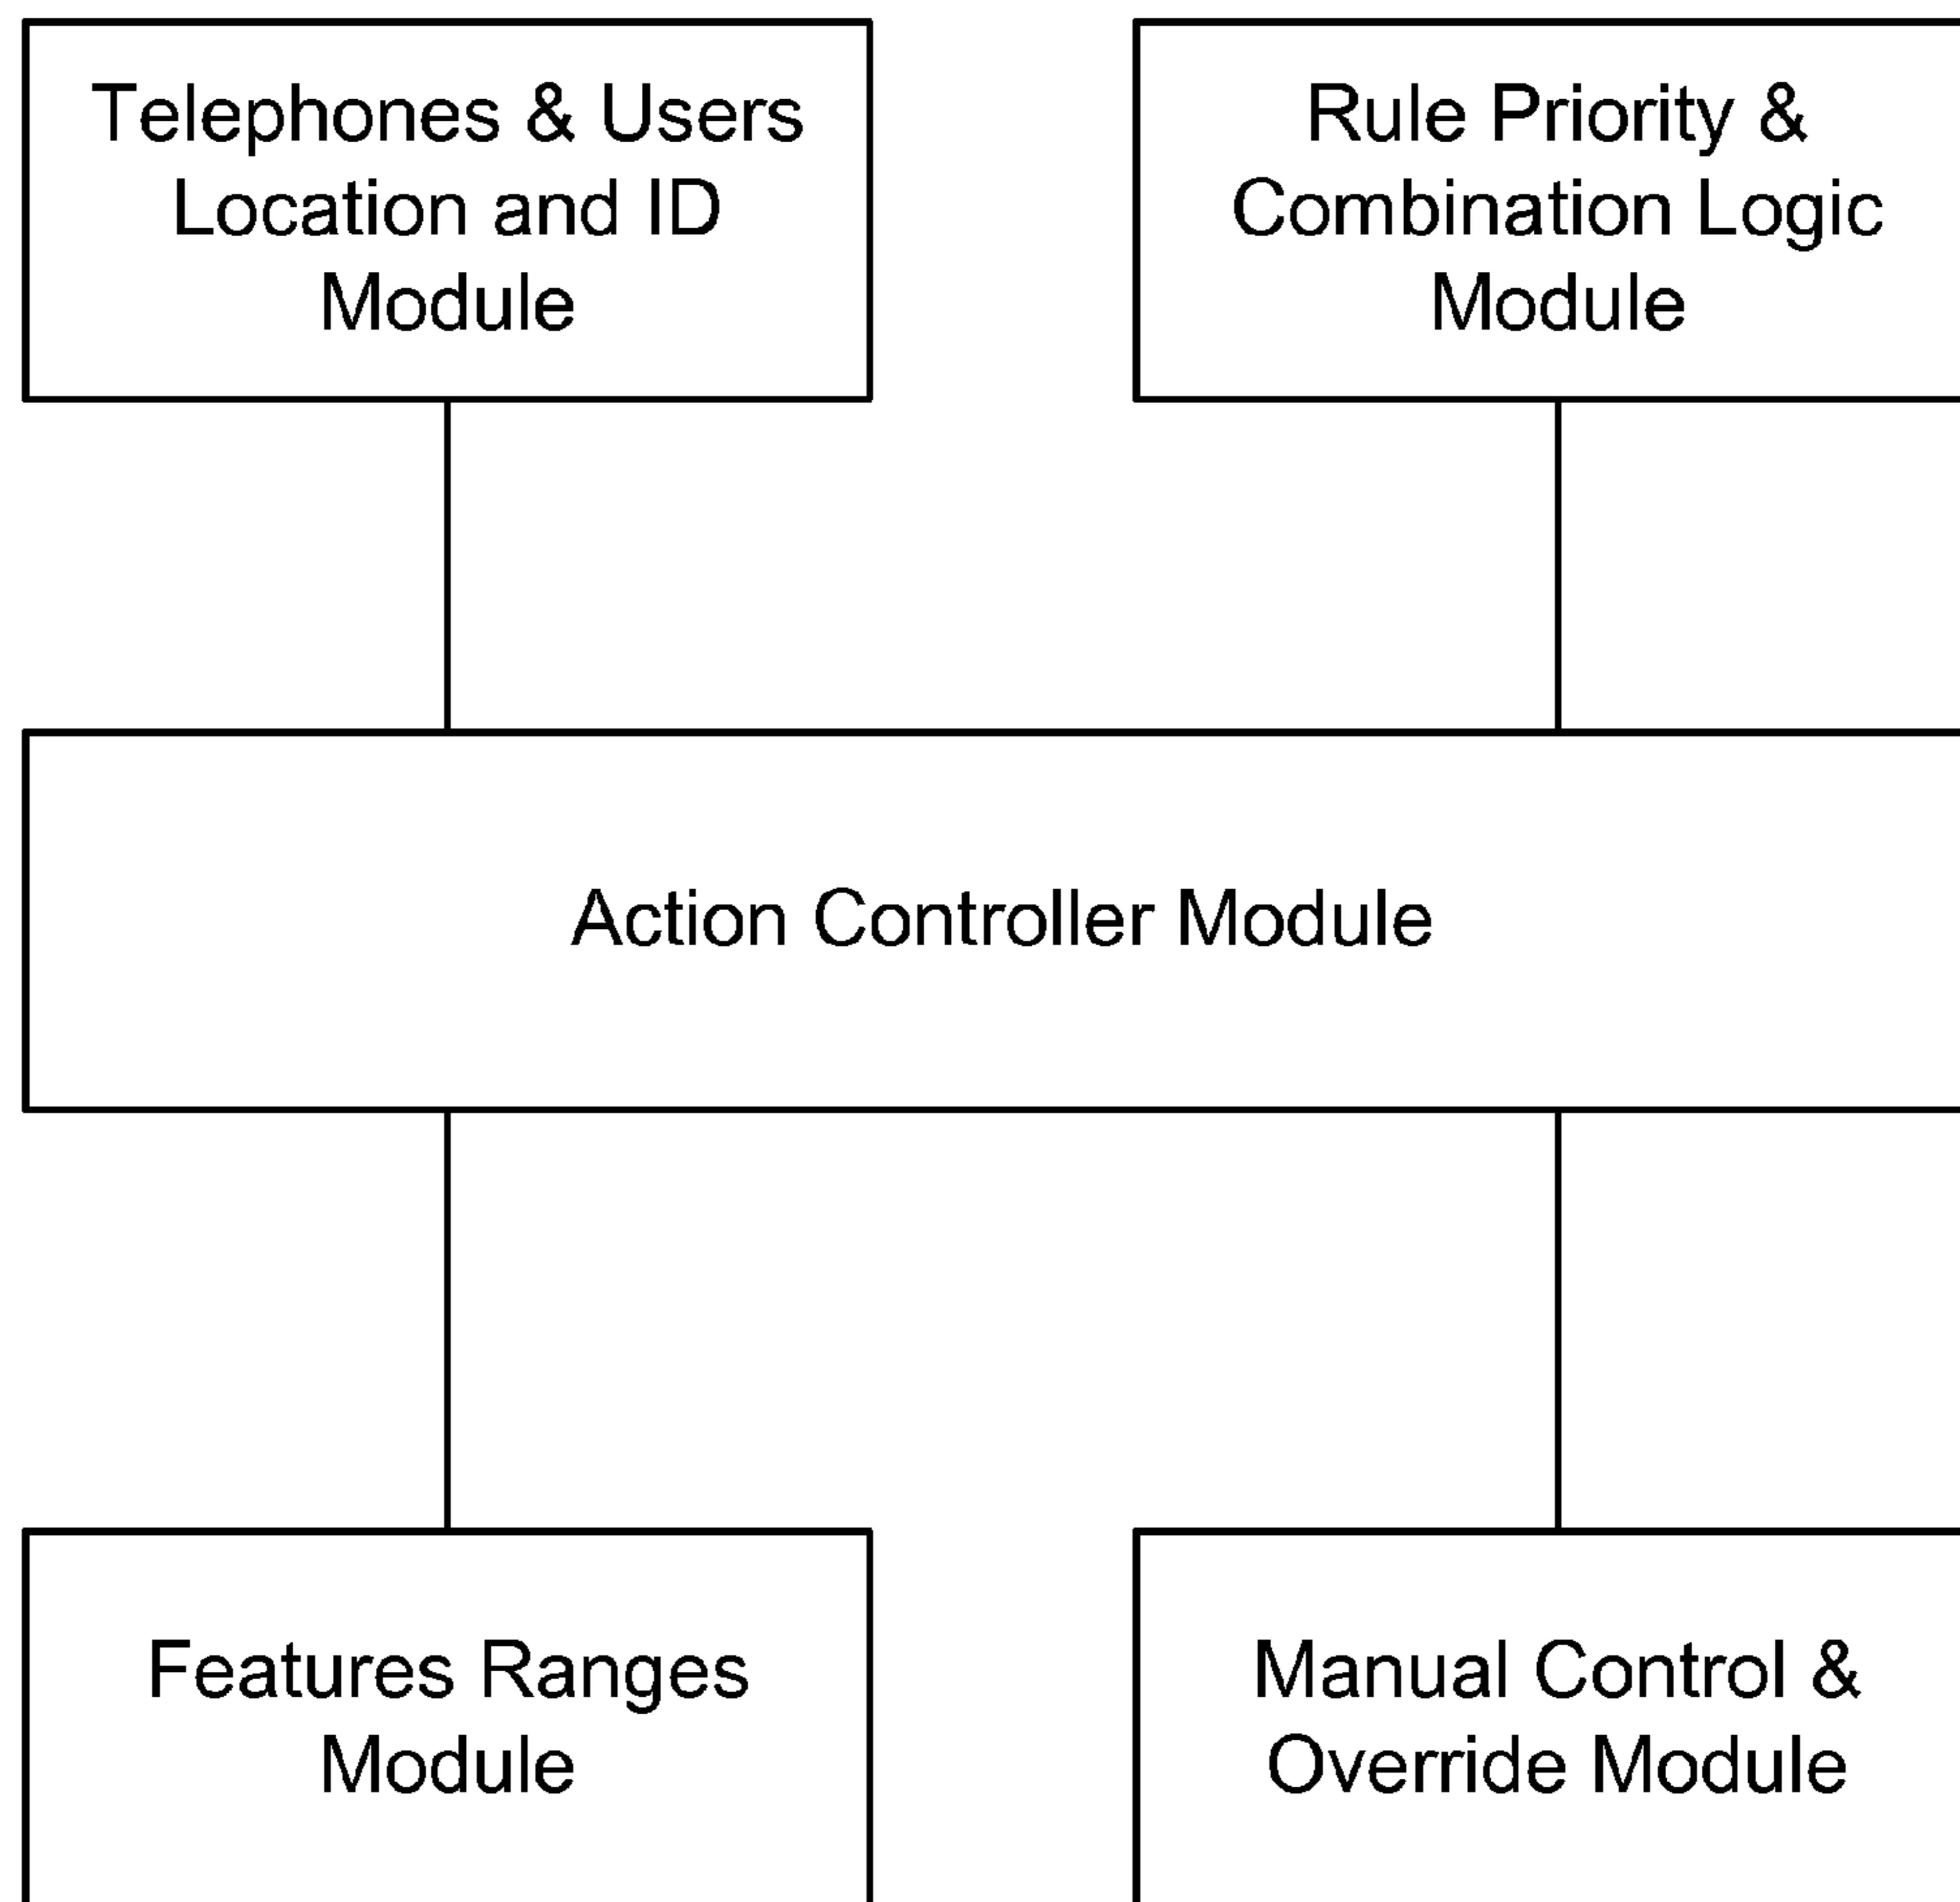 Telephones & Users
Location and ID
Module
Rule Priority &
Combination Logic
Module
Action Controller Module
Features Ranges
Module
Manual Control &
Override Module